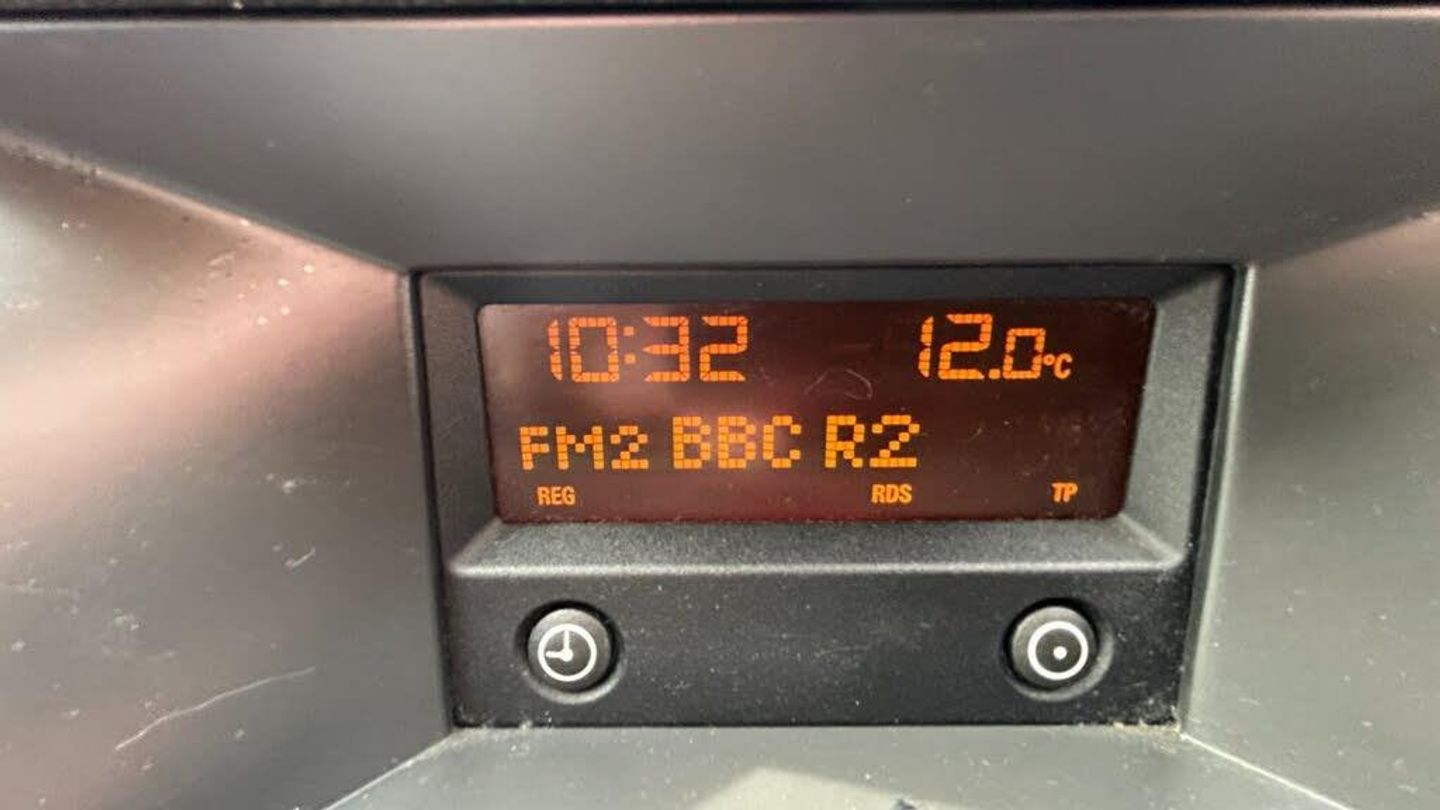 10:32 12.0°C
FM2 BBC R2
REG RDS TP